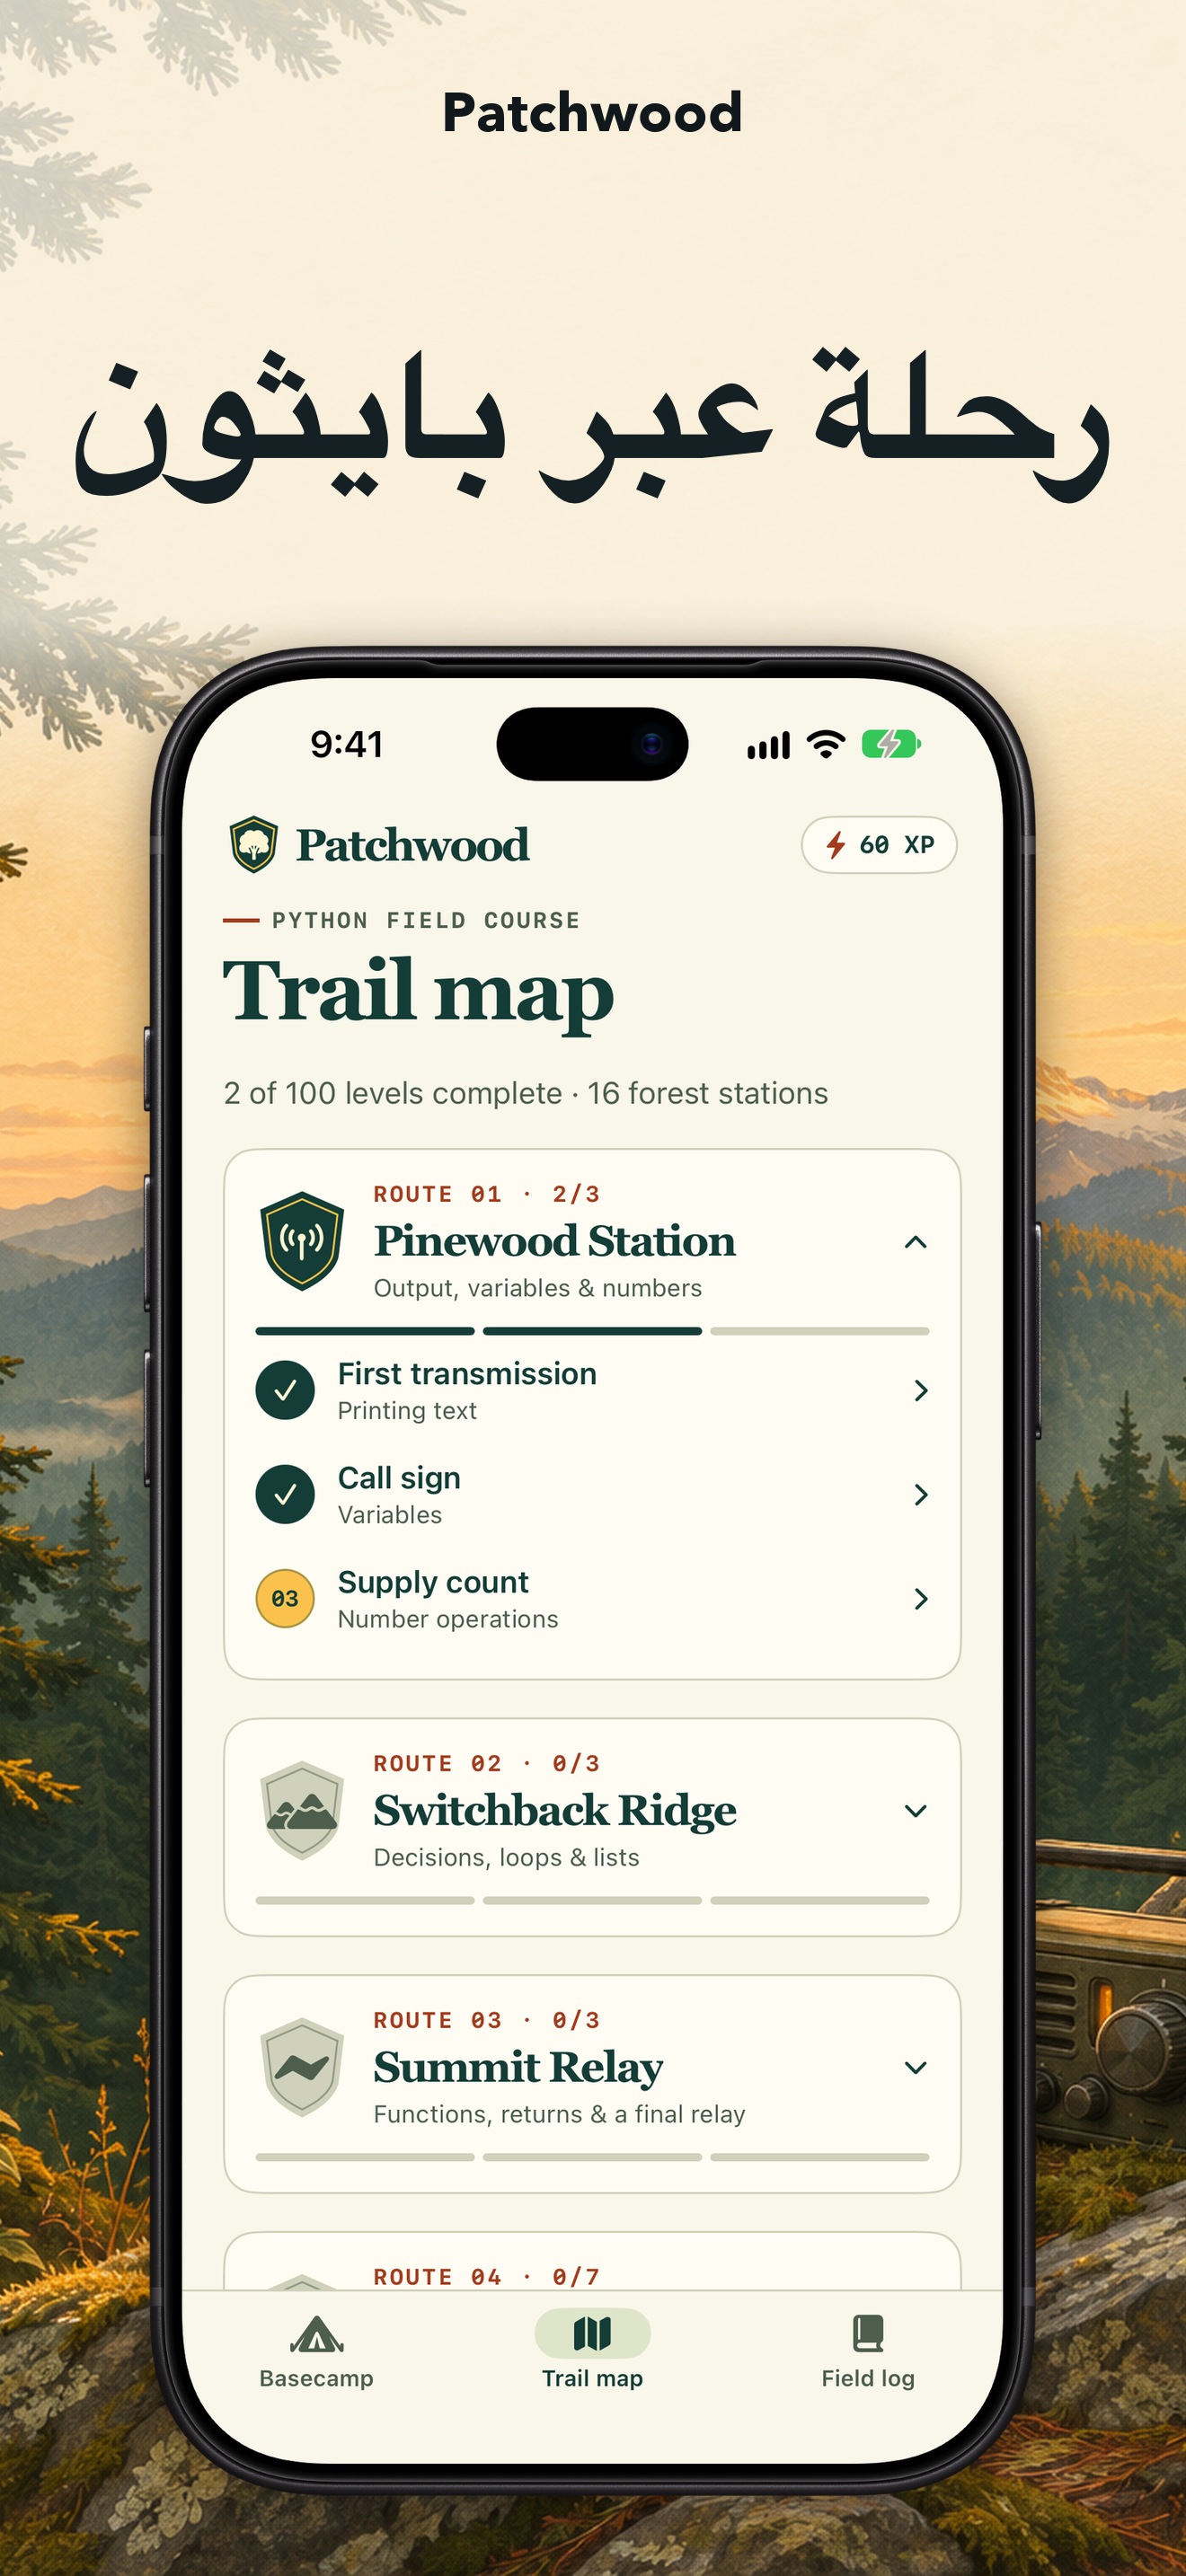 Patchwood
رحلة عبر بايثون
9:41
Patchwood
60 XP
PYTHON FIELD COURSE
Trail map
2 of 100 levels complete · 16 forest stations
ROUTE 01 · 2/3
Pinewood Station
Output, variables & numbers
First transmission
Printing text
Call sign
Variables
03
Supply count
Number operations
ROUTE 02 · 0/3
Switchback Ridge
Decisions, loops & lists
ROUTE 03 · 0/3
Summit Relay
Functions, returns & a final relay
ROUTE 04 · 0/7
Basecamp
Trail map
Field log